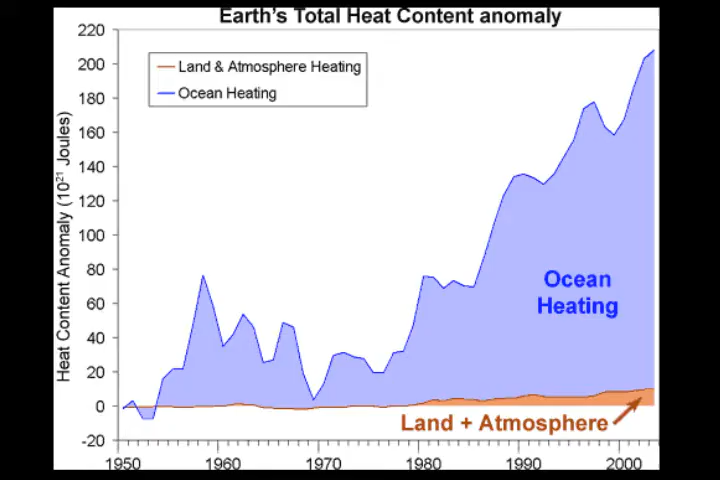 Earth's Total Heat Content anomaly
220
200
180
160
140
120
100
80
60
40
20
0
-20
Heat Content Anomaly (10²¹ Joules)
Land & Atmosphere Heating
Ocean Heating
Ocean
Heating
Land + Atmosphere
1950 1960 1970 1980 1990 2000